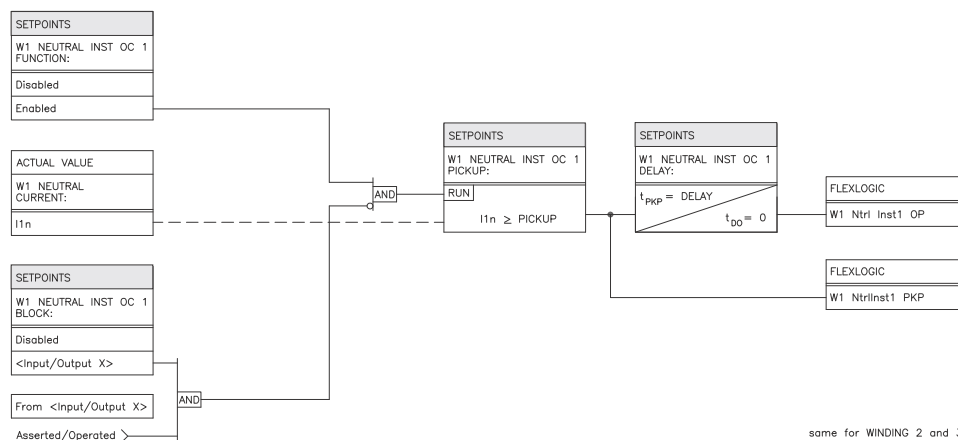 SETPOINTS
W1 NEUTRAL INST OC 1
FUNCTION:
Disabled
Enabled
ACTUAL VALUE
W1 NEUTRAL
CURRENT:
I1n
SETPOINTS
W1 NEUTRAL INST OC 1
BLOCK:
Disabled
<Input/Output X>
From <Input/Output X>
Asserted/Operated
AND
AND
SETPOINTS
W1 NEUTRAL INST OC 1
PICKUP:
RUN
I1n ≥ PICKUP
SETPOINTS
W1 NEUTRAL INST OC 1
DELAY:
tPKP = DELAY
tDO = 0
FLEXLOGIC
W1 Ntrl Inst1 OP
FLEXLOGIC
W1 NtrlInst1 PKP
same for WINDING 2 and